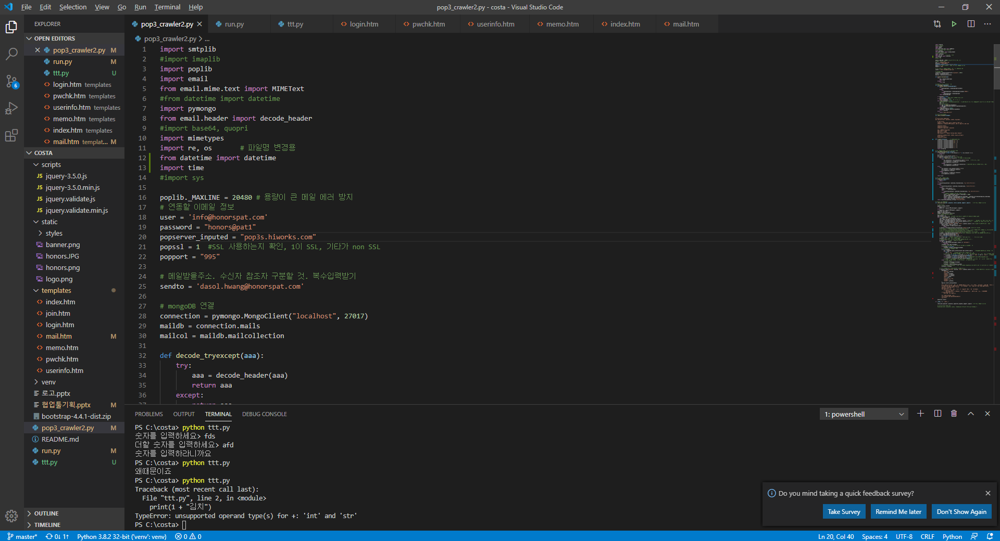 File Edit Selection View Go Run Terminal Help
pop3_crawler2.py - costa - Visual Studio Code
EXPLORER
OPEN EDITORS
pop3_crawler2.py M
run.py M
ttt.py U
login.htm templates
pwchk.htm templates
userinfo.htm templates
memo.htm templates
index.htm templates
mail.htm templat... M
COSTA
scripts
JS jquery-3.5.0.js
JS jquery-3.5.0.min.js
JS jquery.validate.js
JS jquery.validate.min.js
static
styles
banner.png
honors.JPG
honors.png
logo.png
templates
index.htm
join.htm
login.htm
mail.htm M
memo.htm
pwchk.htm
userinfo.htm
venv
로고.pptx
협업툴기획.pptx M
bootstrap-4.4.1-dist.zip
pop3_crawler2.py M
README.md
run.py M
ttt.py U
OUTLINE
TIMELINE
6
pop3_crawler2.py run.py ttt.py login.htm pwchk.htm userinfo.htm memo.htm index.htm mail.htm
pop3_crawler2.py > ...
1 import smtplib
2 #import imaplib
3 import poplib
4 import email
5 from email.mime.text import MIMEText
6 #from datetime import datetime
7 import pymongo
8 from email.header import decode_header
9 #import base64, quopri
10 import mimetypes
11 import re, os # 파일명 변경용
12 from datetime import datetime
13 import time
14 #import sys
15
16 poplib._MAXLINE = 20480 # 용량이 큰 메일 에러 방지
17 # 연동할 이메일 정보
18 user = 'info@honorspat.com'
19 password = "honors@pat1"
20 popserver_inputed = "pop3s.hiworks.com"
21 popssl = 1 #SSL 사용하는지 확인, 1이 SSL, 기타가 non SSL
22 popport = "995"
23
24 # 메일받을주소. 수신자 참조자 구분할 것. 복수입력받기
25 sendto = 'dasol.hwang@honorspat.com'
26
27 # mongoDB 연결
28 connection = pymongo.MongoClient("localhost", 27017)
29 maildb = connection.mails
30 mailcol = maildb.mailcollection
31
32 def decode_tryexcept(aaa):
33 try:
34 aaa = decode_header(aaa)
35 return aaa
36 except:
37 return aaa
PROBLEMS OUTPUT TERMINAL DEBUG CONSOLE
1: powershell
PS C:\costa> python ttt.py
숫자를 입력하세요> fds
더할 숫자를 입력하세요> afd
숫자를 입력하라니까요
PS C:\costa> python ttt.py
왜때문이죠
PS C:\costa> python ttt.py
Traceback (most recent call last):
File "ttt.py", line 2, in <module>
print(1 + "김치")
TypeError: unsupported operand type(s) for +: 'int' and 'str'
PS C:\costa>
Do you mind taking a quick feedback survey?
Take Survey Remind Me later Don't Show Again
master* 0↓ 1↑ Python 3.8.2 32-bit ('venv': venv) 0 0
Ln 20, Col 40 Spaces: 4 UTF-8 CRLF Python